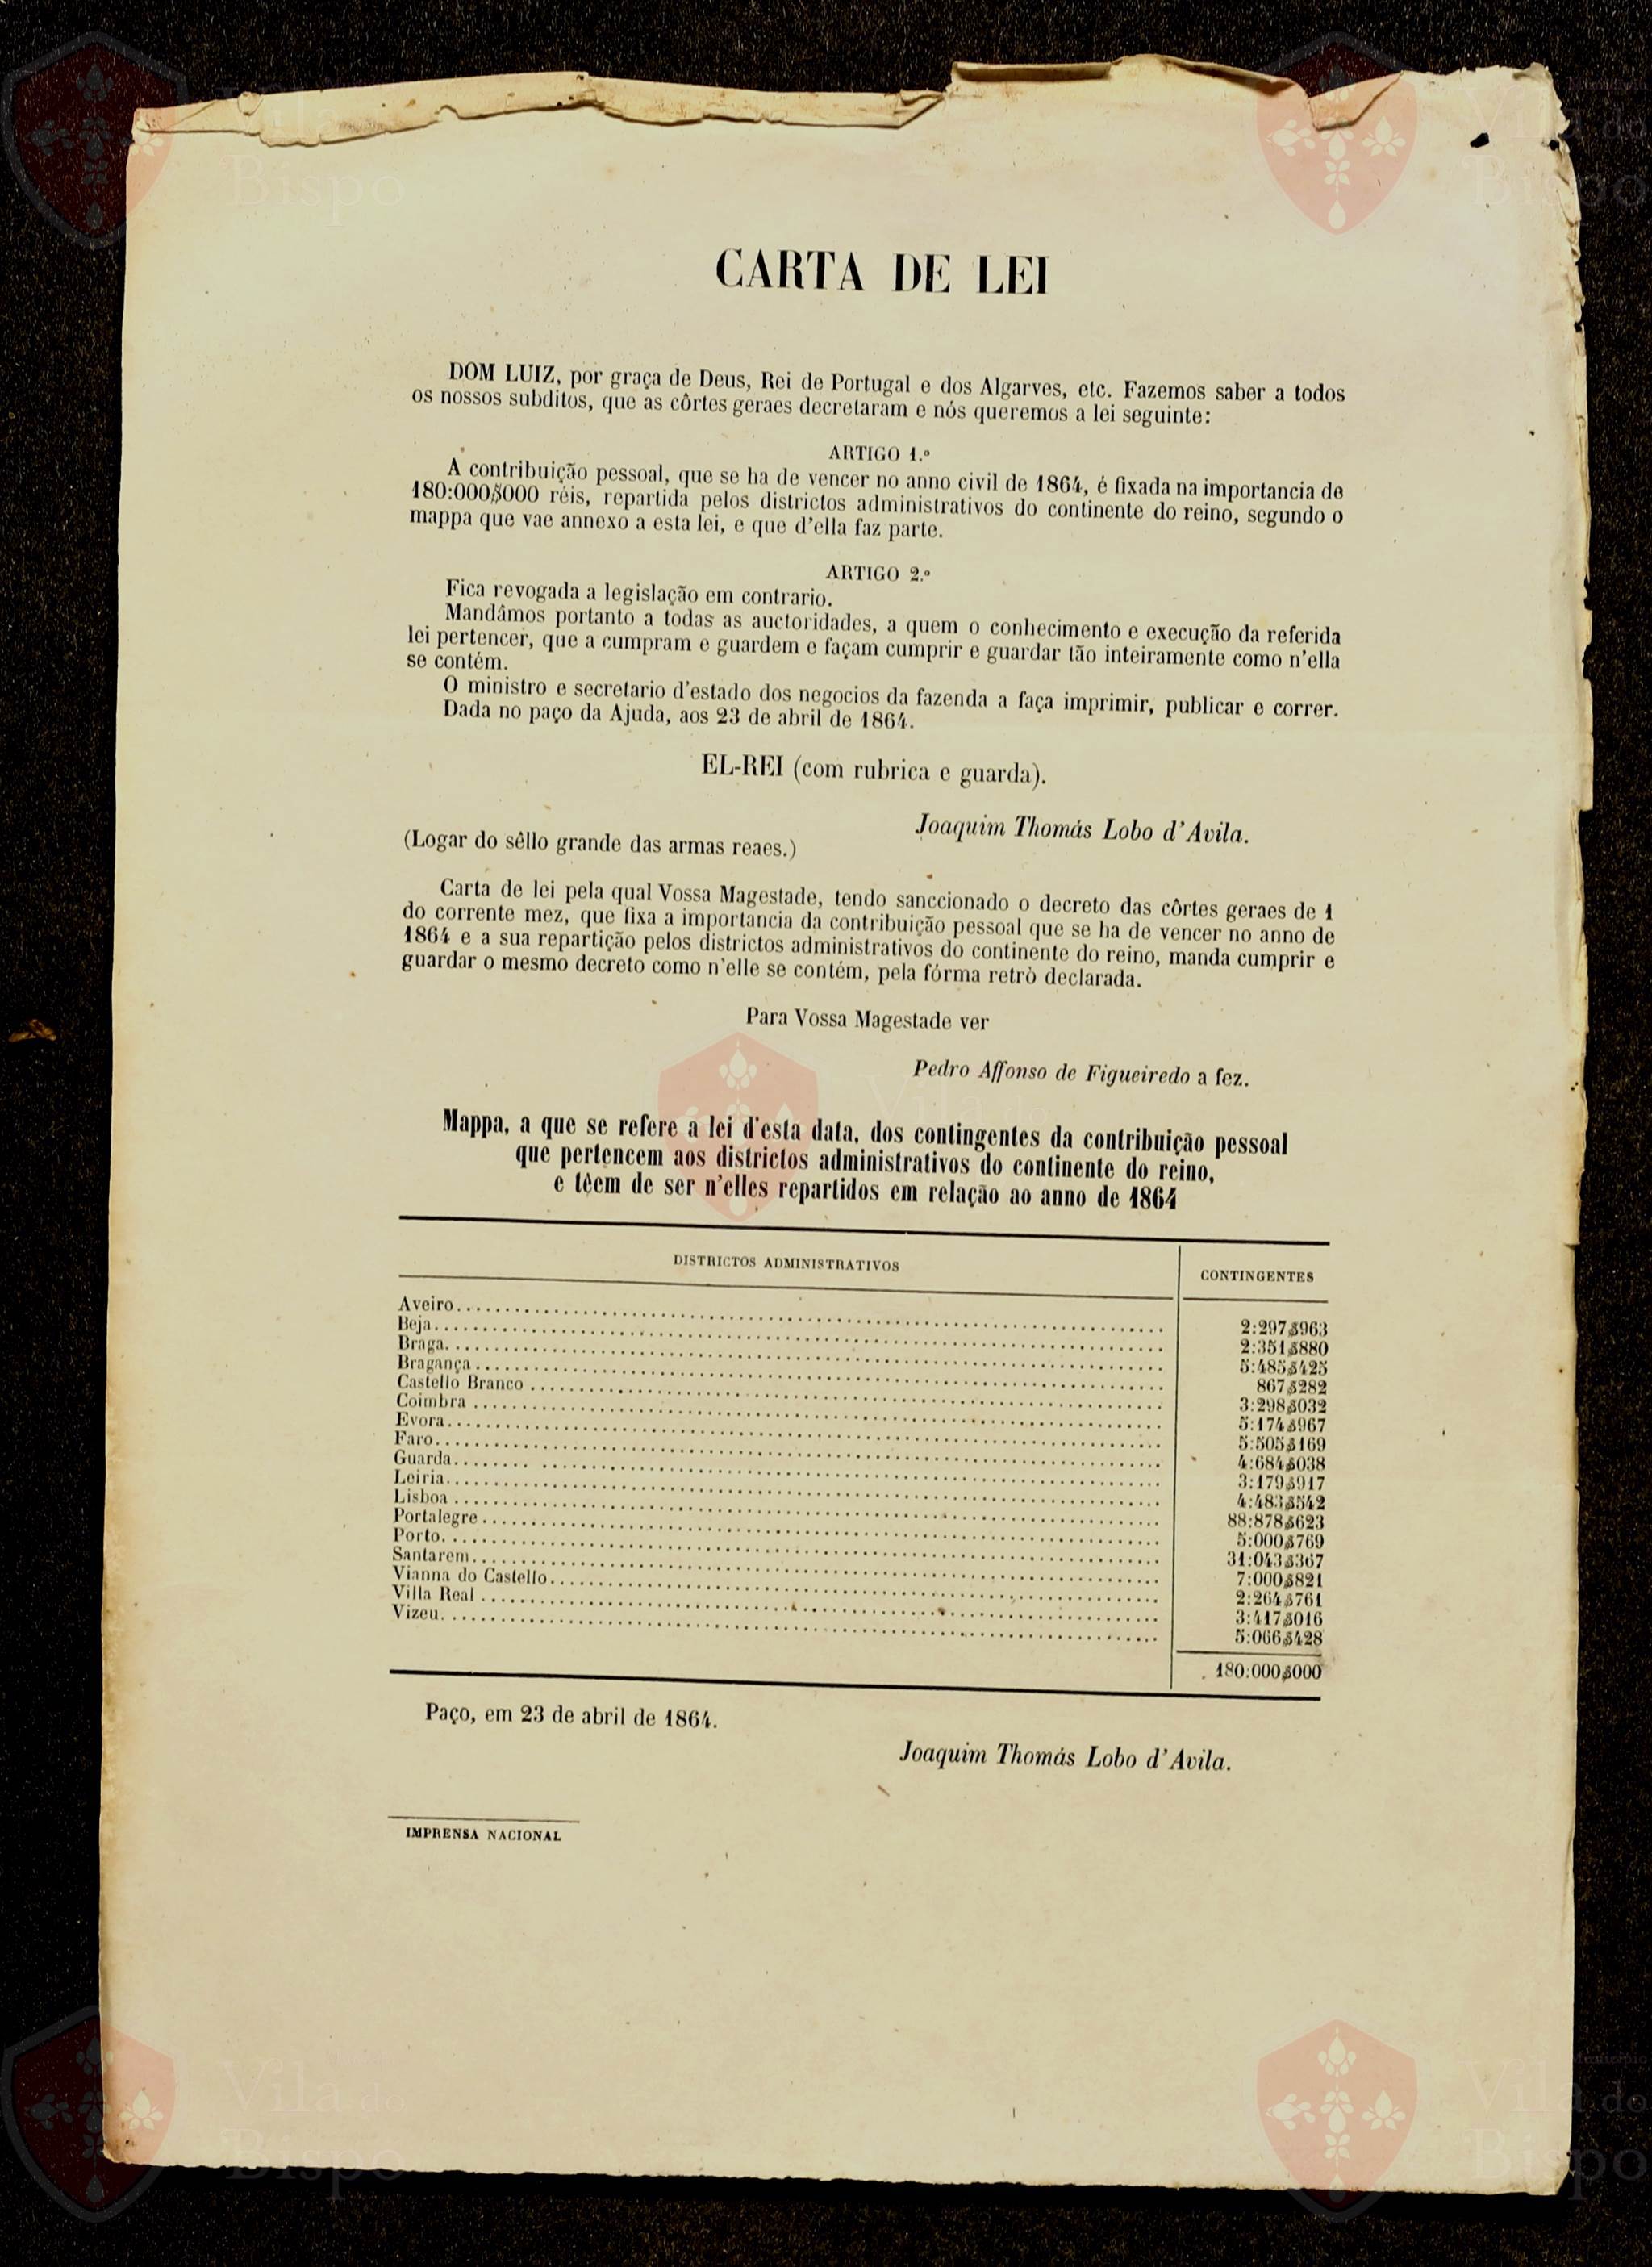 CARTA DE LEI
DOM LUIZ, por graça de Deus, Rei de Portugal e dos Algarves, etc. Fazemos saber a todos
os nossos subditos, que as côrtes geraes decretaram e nós queremos a lei seguinte:
ARTIGO 1.º
A contribuição pessoal, que se ha de vencer no anno civil de 1864, é fixada na importancia de
180:000$000 réis, repartida pelos districtos administrativos do continente do reino, segundo o
mappa que vae annexo a esta lei, e que d'ella faz parte.
ARTIGO 2.º
Fica revogada a legislação em contrario.
Mandâmos portanto a todas as auctoridades, a quem o conhecimento e execução da referida
lei pertencer, que a cumpram e guardem e façam cumprir e guardar tão inteiramente como n'ella
se contém.
O ministro e secretario d'estado dos negocios da fazenda a faça imprimir, publicar e correr.
Dada no paço da Ajuda, aos 23 de abril de 1864.
EL-REI (com rubrica e guarda).
Joaquim Thomás Lobo d'Avila.
(Logar do sêllo grande das armas reaes.)
Carta de lei pela qual Vossa Magestade, tendo sanccionado o decreto das côrtes geraes de 1
do corrente mez, que fixa a importancia da contribuição pessoal que se ha de vencer no anno de
1864 e a sua repartição pelos districtos administrativos do continente do reino, manda cumprir e
guardar o mesmo decreto como n'elle se contém, pela fórma retrò declarada.
Para Vossa Magestade ver
Pedro Affonso de Figueiredo a fez.
Mappa, a que se refere a lei d'esta data, dos contingentes da contribuição pessoal
que pertencem aos districtos administrativos do continente do reino,
e têem de ser n'elles repartidos em relação ao anno de 1864
DISTRICTOS ADMINISTRATIVOS CONTINGENTES
Aveiro 2:297$963
Beja 2:351$880
Braga 5:485$425
Bragança 867$282
Castello Branco 3:298$032
Coimbra 5:174$967
Evora 5:505$169
Faro 4:684$038
Guarda 3:179$917
Leiria 4:483$542
Lisboa 88:878$623
Portalegre 5:000$769
Porto 31:043$367
Santarem 7:000$821
Vianna do Castello 2:264$761
Villa Real 3:417$016
Vizeu 5:066$428
180:000$000
Paço, em 23 de abril de 1864.
Joaquim Thomás Lobo d'Avila.
IMPRENSA NACIONAL
Vila do
Bispo